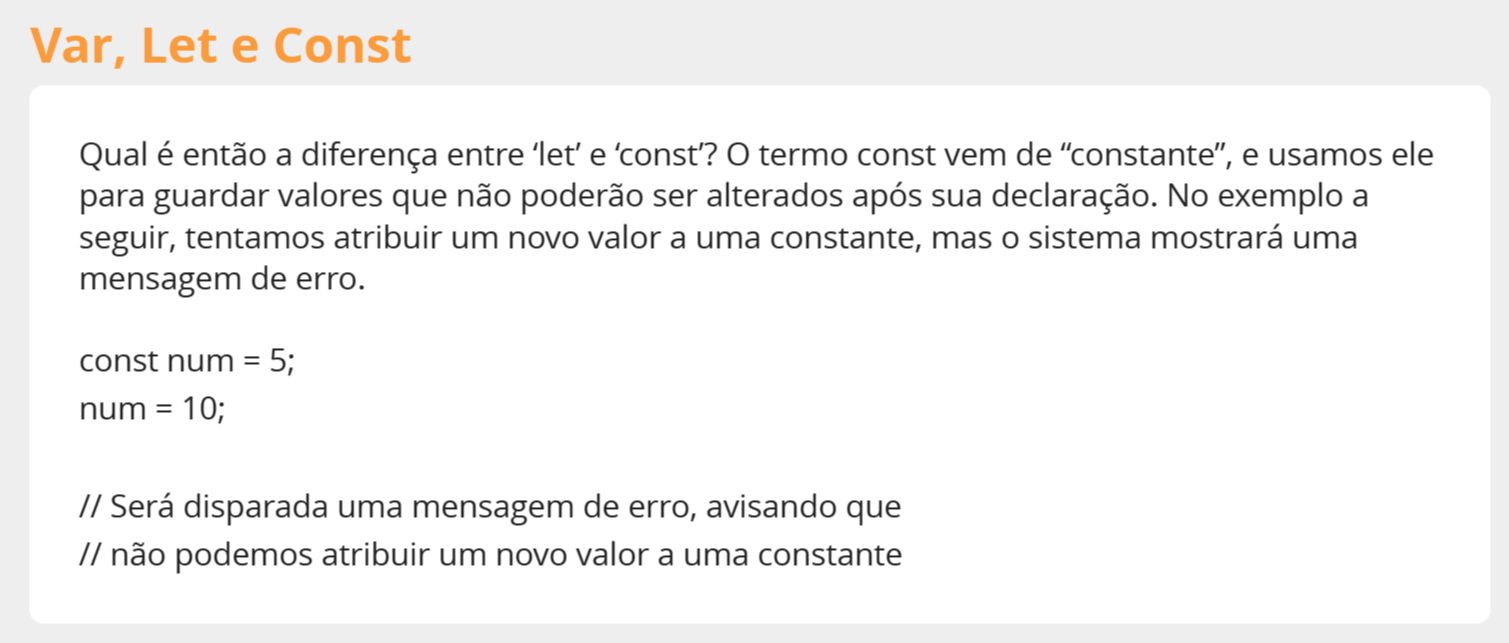 Var, Let e Const
Qual é então a diferença entre ‘let’ e ‘const’? O termo const vem de “constante”, e usamos ele
para guardar valores que não poderão ser alterados após sua declaração. No exemplo a
seguir, tentamos atribuir um novo valor a uma constante, mas o sistema mostrará uma
mensagem de erro.
const num = 5;
num = 10;
// Será disparada uma mensagem de erro, avisando que
// não podemos atribuir um novo valor a uma constante